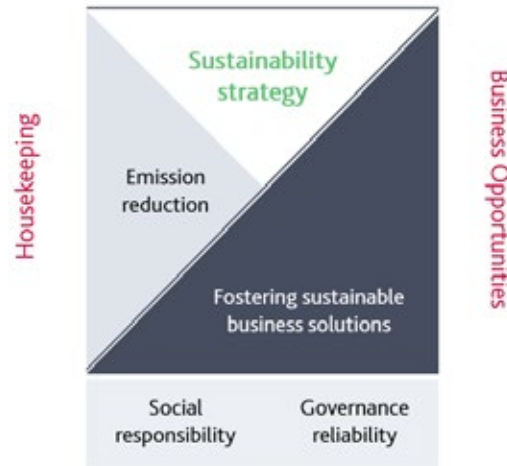 Sustainability
strategy
Housekeeping
Emission
reduction
Business Opportunities
Fostering sustainable
business solutions
Social
responsibility
Governance
reliability